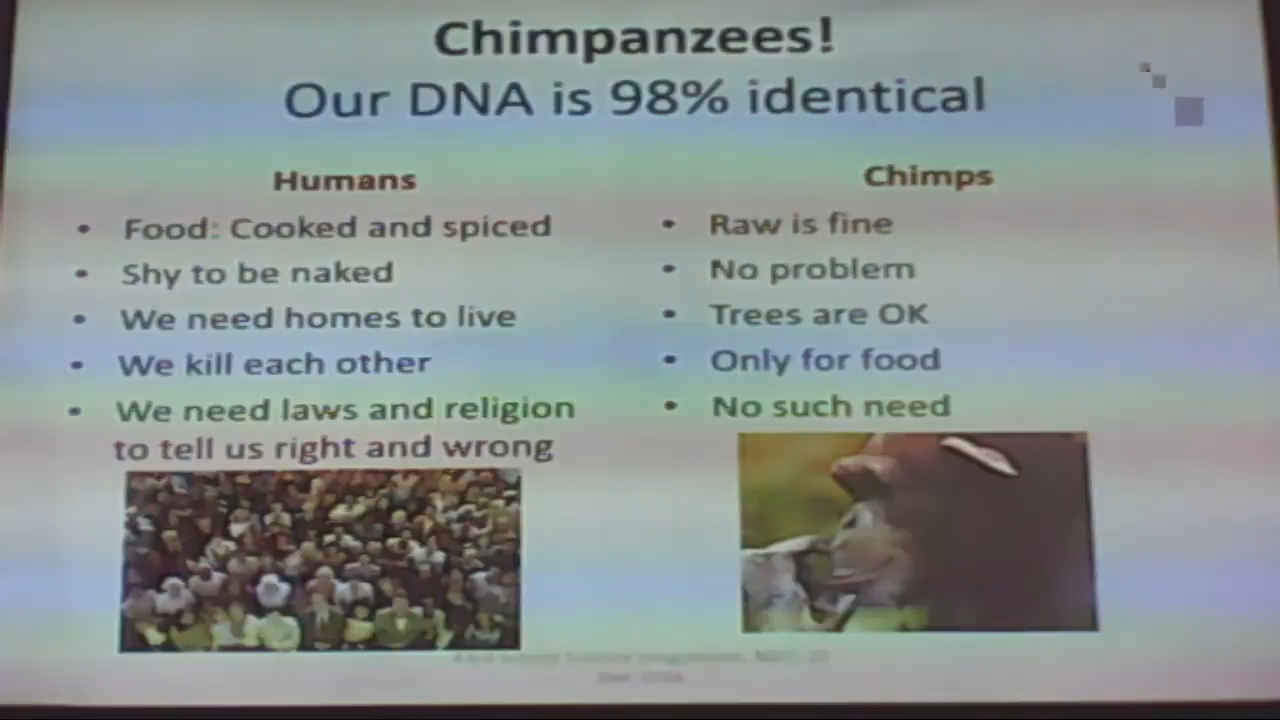 Chimpanzees!
Our DNA is 98% identical
Humans
• Food: Cooked and spiced
• Shy to be naked
• We need homes to live
• We kill each other
• We need laws and religion
to tell us right and wrong
Chimps
• Raw is fine
• No problem
• Trees are OK
• Only for food
• No such need